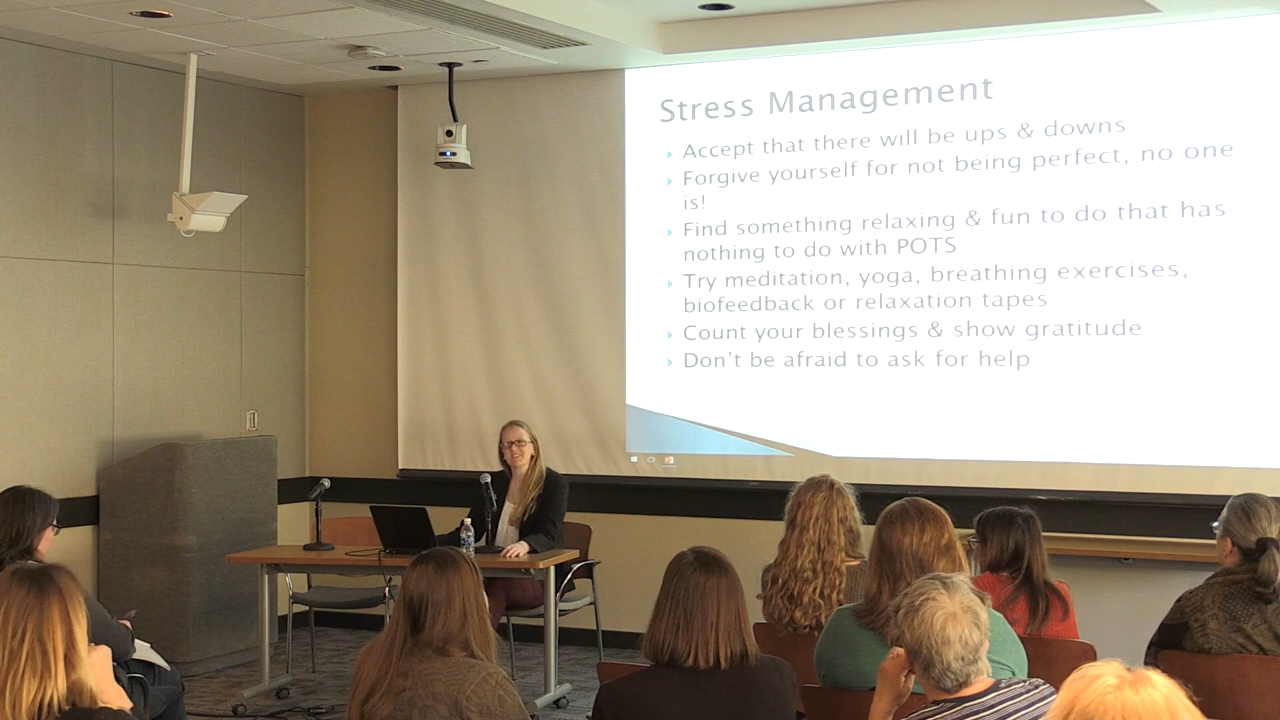 Stress Management
Accept that there will be ups & downs
Forgive yourself for not being perfect, no one
is!
Find something relaxing & fun to do that has
nothing to do with POTS
Try meditation, yoga, breathing exercises,
biofeedback or relaxation tapes
Count your blessings & show gratitude
Don't be afraid to ask for help